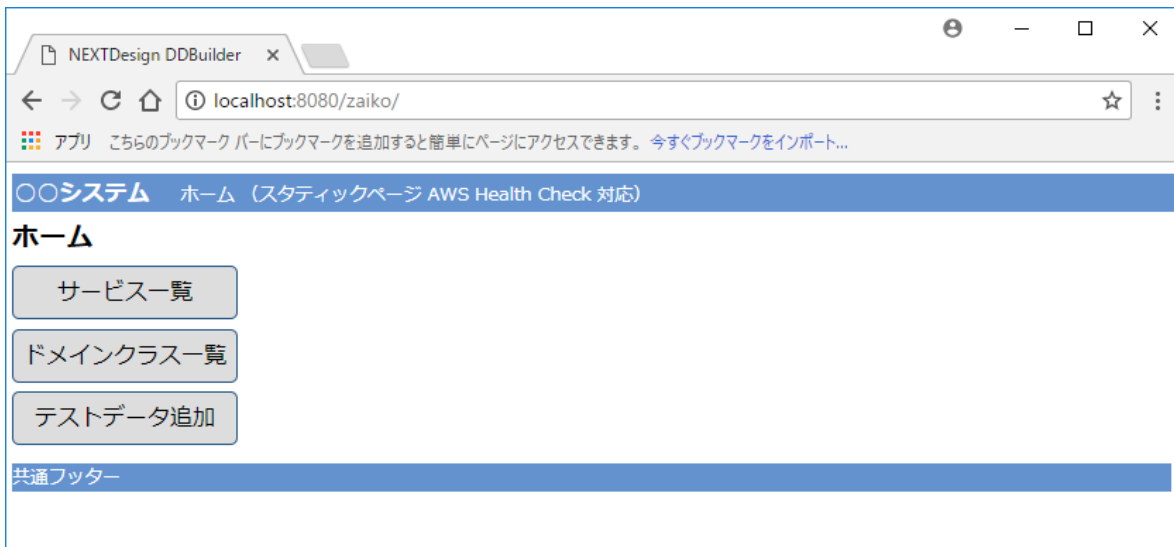 NEXTDesign DDBuilder
localhost:8080/zaiko/
アプリ こちらのブックマーク バーにブックマークを追加すると簡単にページにアクセスできます。 今すぐブックマークをインポート...
○○システム ホーム （スタティックページ AWS Health Check 対応）
ホーム
サービス一覧
ドメインクラス一覧
テストデータ追加
共通フッター